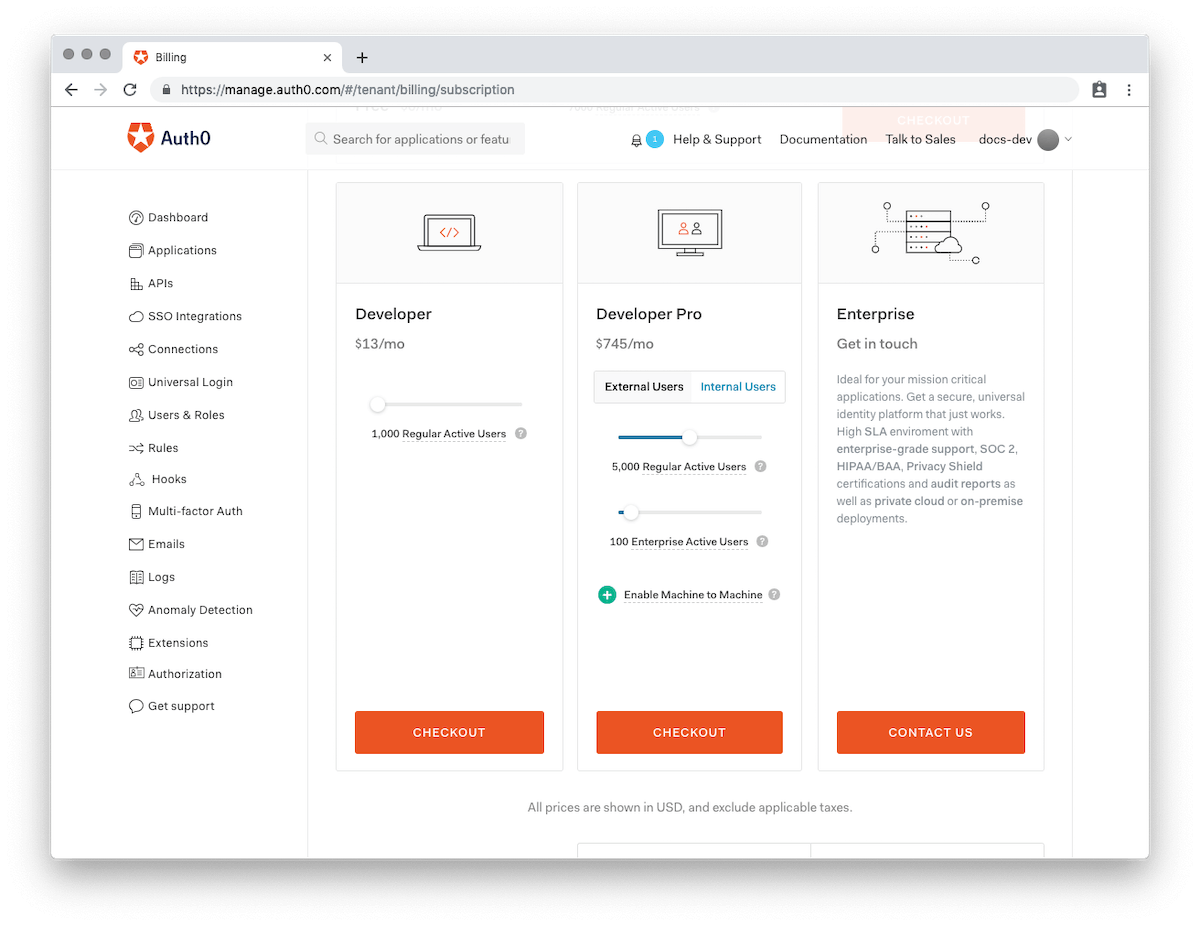 Billing
https://manage.auth0.com/#/tenant/billing/subscription
CHECKOUT
Auth0
Search for applications or featu
1
Help & Support
Documentation
Talk to Sales
docs-dev
Dashboard
Applications
APIs
SSO Integrations
Connections
Universal Login
Users & Roles
Rules
Hooks
Multi-factor Auth
Emails
Logs
Anomaly Detection
Extensions
Authorization
Get support
</>
Developer
$13/mo
1,000 Regular Active Users ?
CHECKOUT
Developer Pro
$745/mo
External Users
Internal Users
5,000 Regular Active Users ?
100 Enterprise Active Users ?
Enable Machine to Machine ?
CHECKOUT
Enterprise
Get in touch
Ideal for your mission critical
applications. Get a secure, universal
identity platform that just works.
High SLA enviroment with
enterprise-grade support, SOC 2,
HIPAA/BAA, Privacy Shield
certifications and audit reports as
well as private cloud or on-premise
deployments.
CONTACT US
All prices are shown in USD, and exclude applicable taxes.